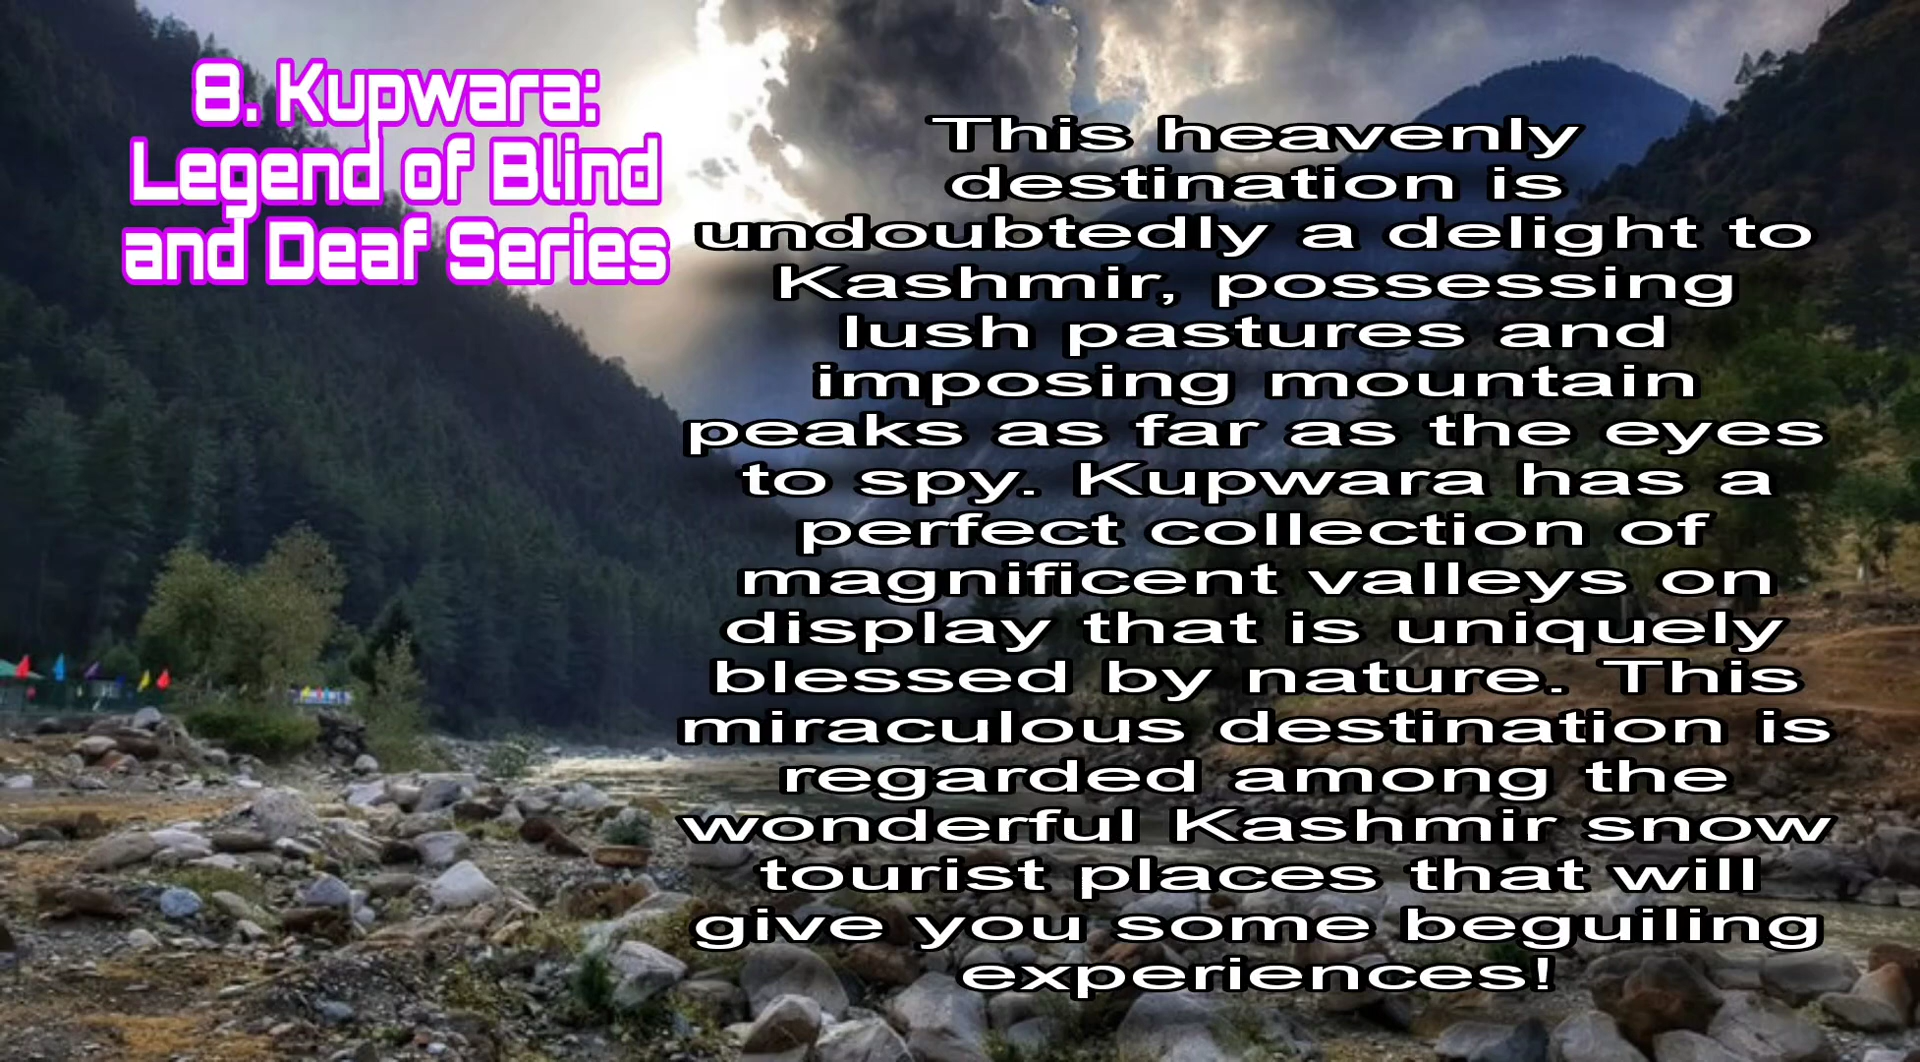 8. Kupwara:
Legend of Blind
and Deaf Series
This heavenly
destination is
undoubtedly a delight to
Kashmir, possessing
lush pastures and
imposing mountain
peaks as far as the eyes
to spy. Kupwara has a
perfect collection of
magnificent valleys on
display that is uniquely
blessed by nature. This
miraculous destination is
regarded among the
wonderful Kashmir snow
tourist places that will
give you some beguiling
experiences!